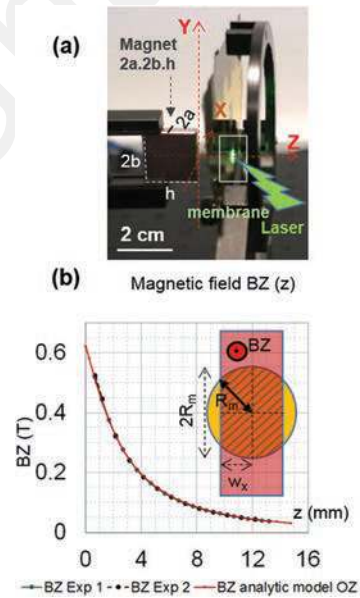 (a)
Y
Magnet
2a.2b.h
2a
X
Z
2b
h
membrane
Laser
2 cm
(b)
Magnetic field BZ (z)
0.6
0.4
0.2
0
BZ (T)
BZ
2Rm
Rm
wx
z (mm)
0 4 8 12 16
BZ Exp 1 BZ Exp 2 BZ analytic model OZ